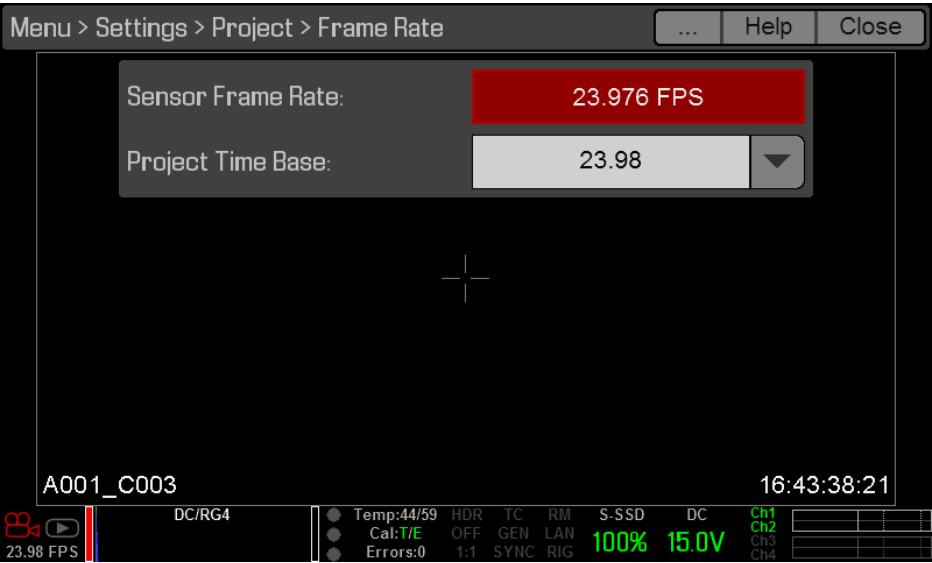 Menu > Settings > Project > Frame Rate ... Help Close
Sensor Frame Rate: 23.976 FPS
Project Time Base: 23.98
A001_C003 16:43:38:21
DC/RG4 Temp:44/59 HDR TC RM S-SSD DC Ch1
Cal:T/E OFF GEN LAN 100% 15.0V Ch2
23.98 FPS Errors:0 1:1 SYNC RIG Ch3
Ch4